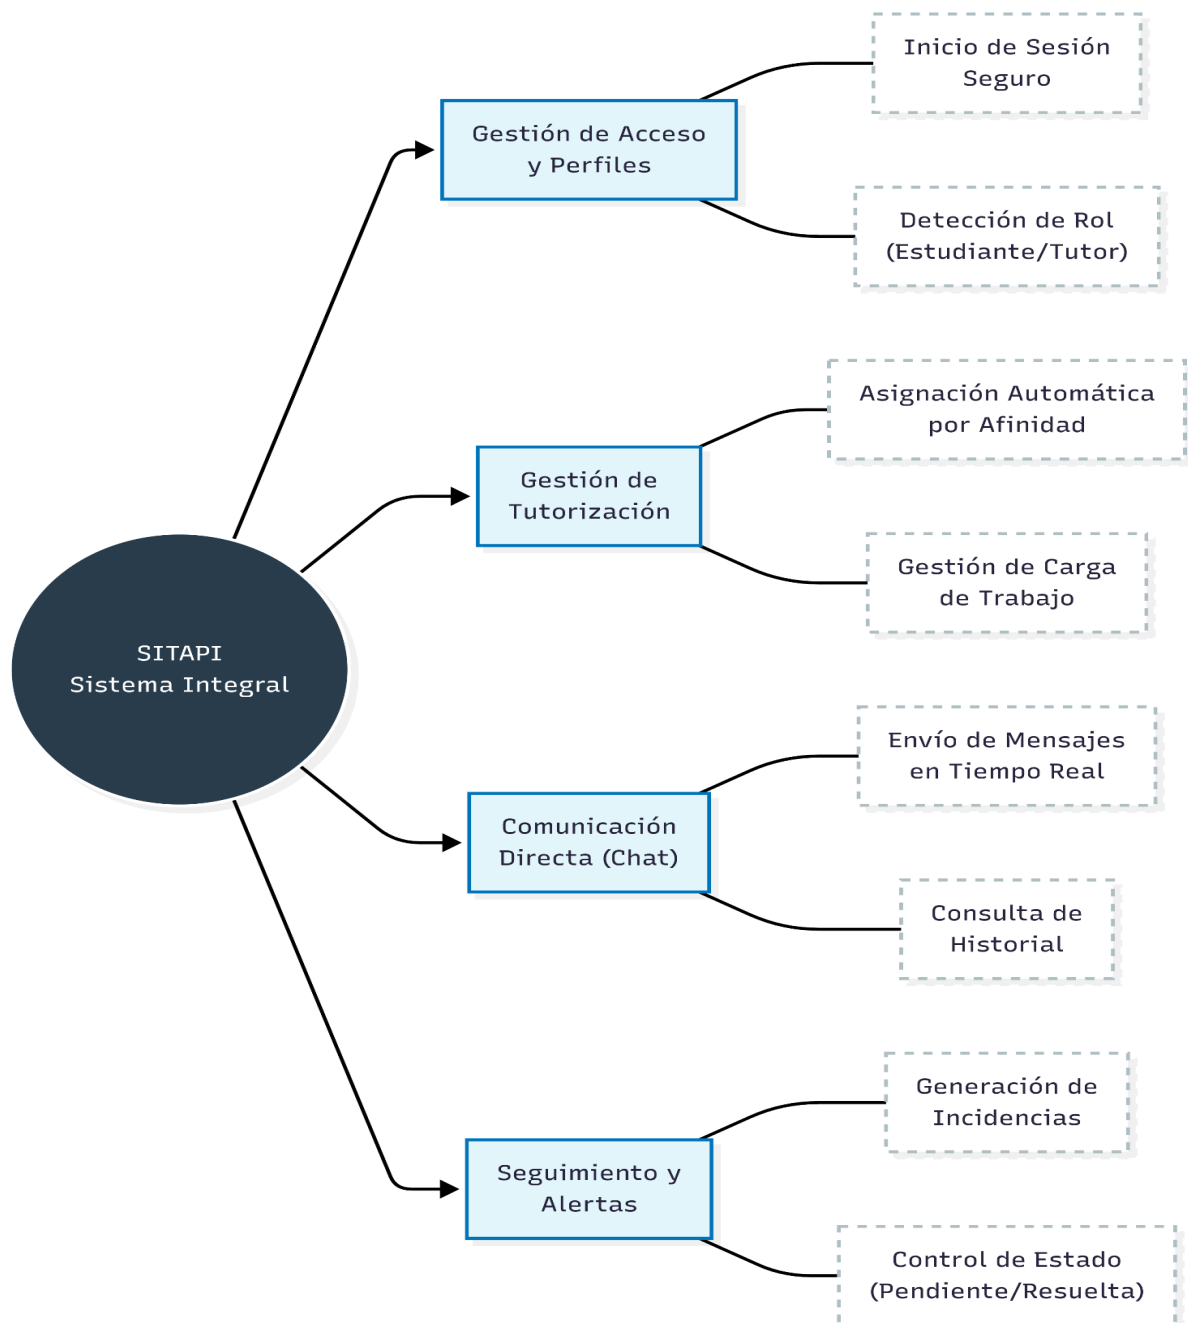 Inicio de Sesión
Seguro
Gestión de Acceso
y Perfiles
Detección de Rol
(Estudiante/Tutor)
Asignación Automática
por Afinidad
Gestión de
Tutorización
Gestión de Carga
de Trabajo
SITAPI
Sistema Integral
Envío de Mensajes
en Tiempo Real
Comunicación
Directa (Chat)
Consulta de
Historial
Generación de
Incidencias
Seguimiento y
Alertas
Control de Estado
(Pendiente/Resuelta)